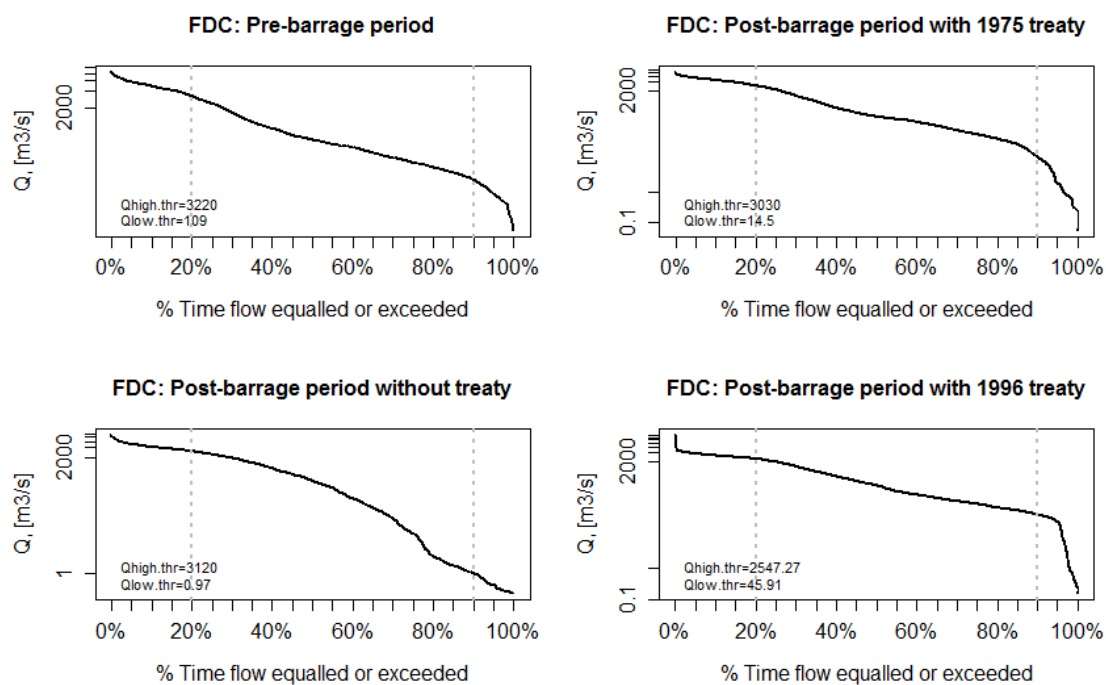 FDC: Pre-barrage period
Q, [m3/s]
2000
Qhigh.thr=3220
Qlow.thr=109
0% 20% 40% 60% 80% 100%
% Time flow equalled or exceeded
FDC: Post-barrage period with 1975 treaty
Q, [m3/s]
2000
0.1
Qhigh.thr=3030
Qlow.thr=14.5
0% 20% 40% 60% 80% 100%
% Time flow equalled or exceeded
FDC: Post-barrage period without treaty
Q, [m3/s]
2000
1
Qhigh.thr=3120
Qlow.thr=0.97
0% 20% 40% 60% 80% 100%
% Time flow equalled or exceeded
FDC: Post-barrage period with 1996 treaty
Q, [m3/s]
2000
0.1
Qhigh.thr=2547.27
Qlow.thr=45.91
0% 20% 40% 60% 80% 100%
% Time flow equalled or exceeded